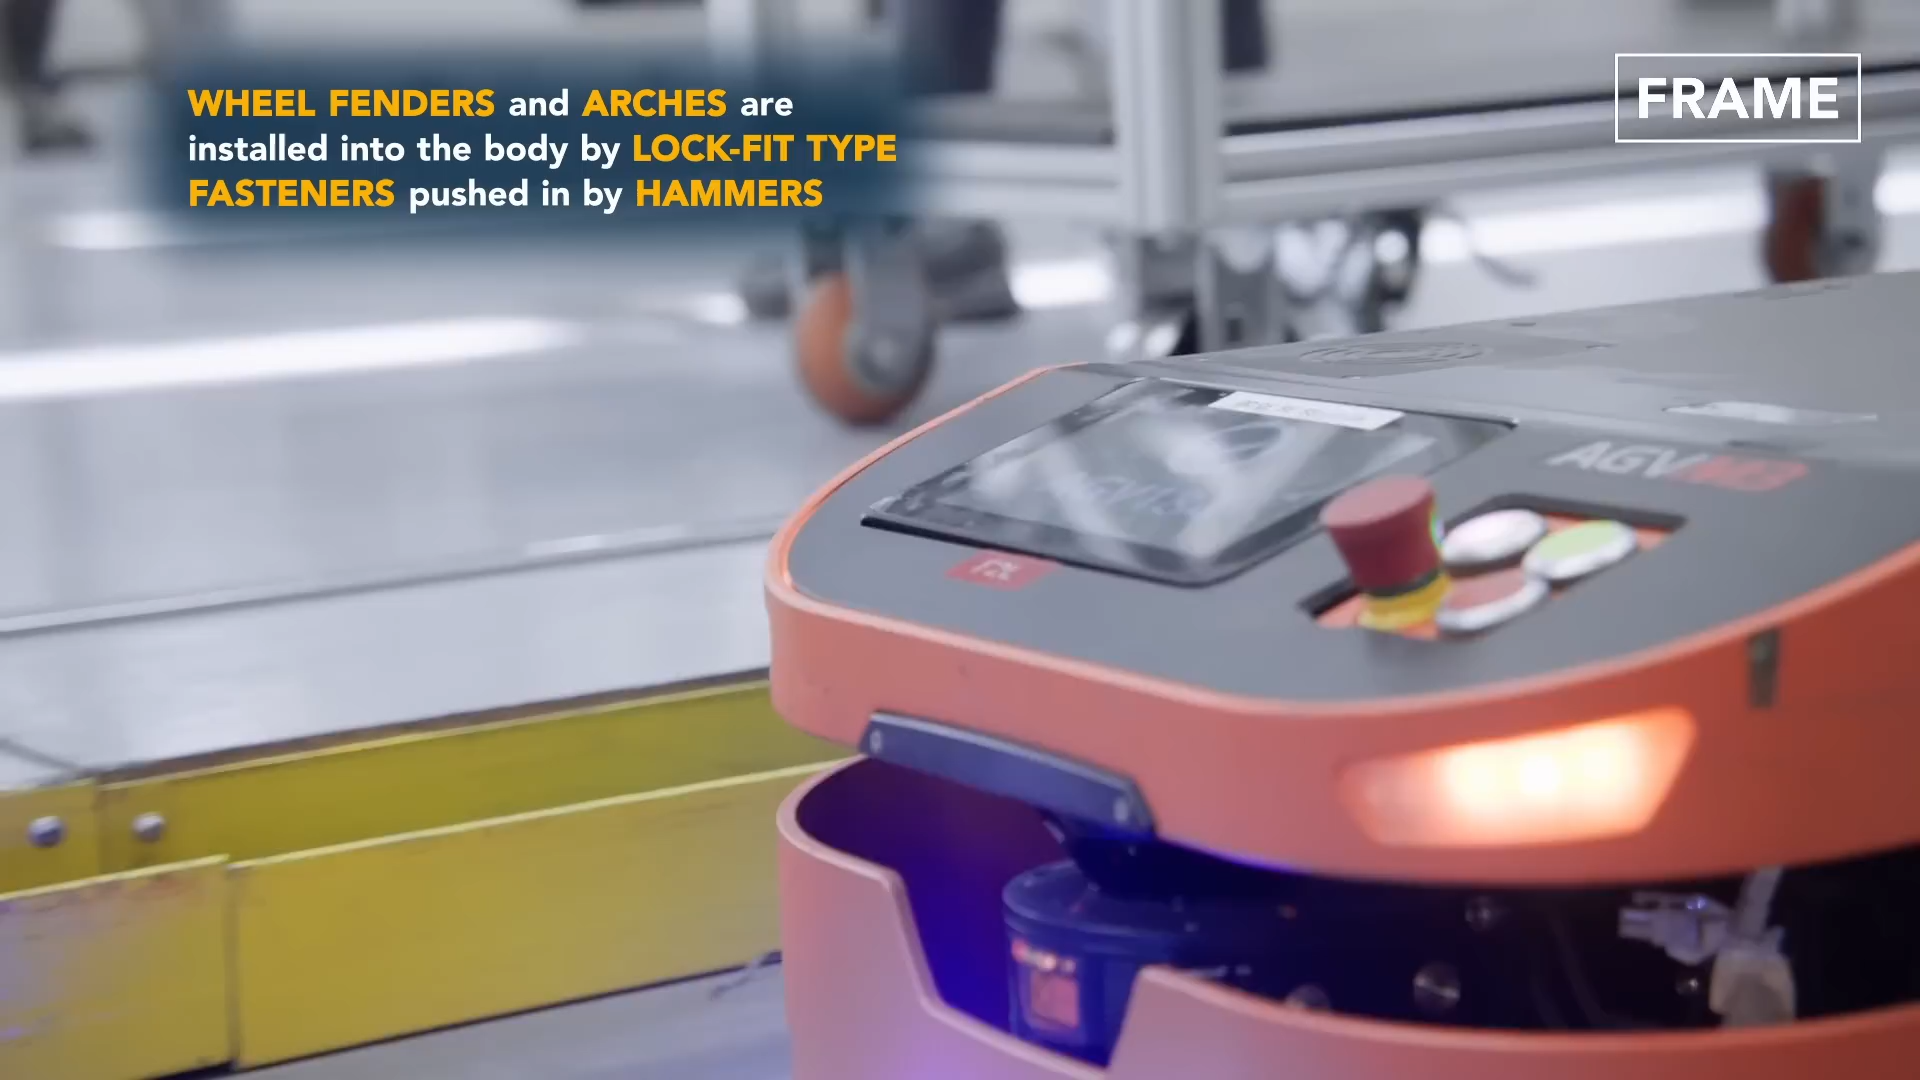 WHEEL FENDERS and ARCHES are
installed into the body by LOCK-FIT TYPE
FASTENERS pushed in by HAMMERS
FRAME
AGV